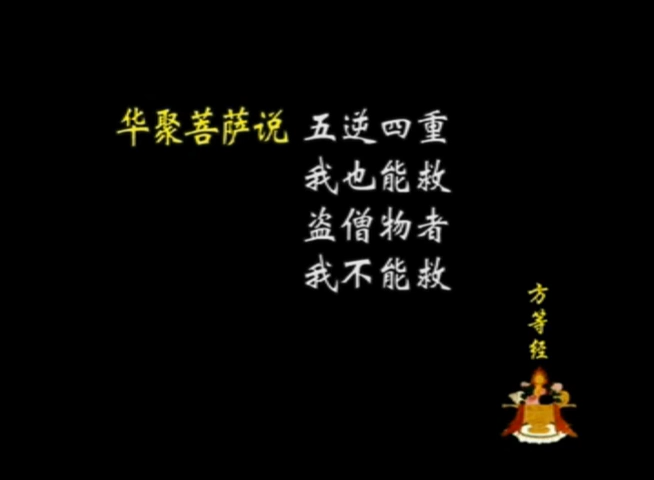 华聚菩萨说 五逆四重
我也能救
盗僧物者
我不能救
方等经